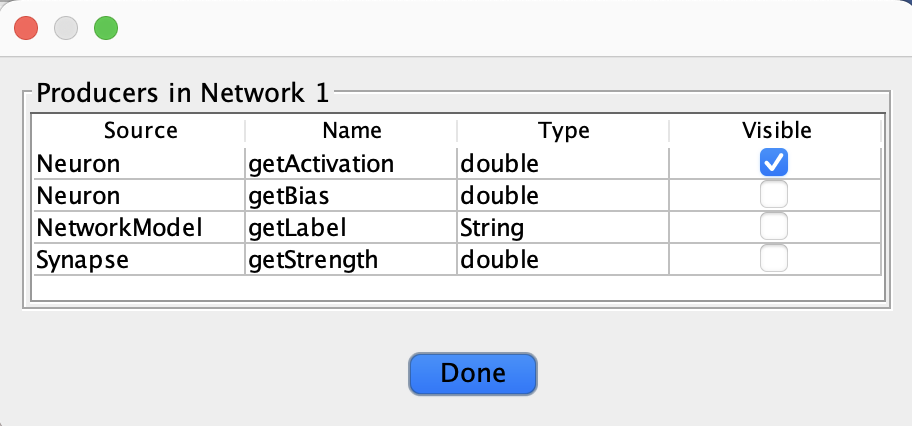 Producers in Network 1
Source Name Type Visible
Neuron getActivation double
Neuron getBias double
NetworkModel getLabel String
Synapse getStrength double
Done